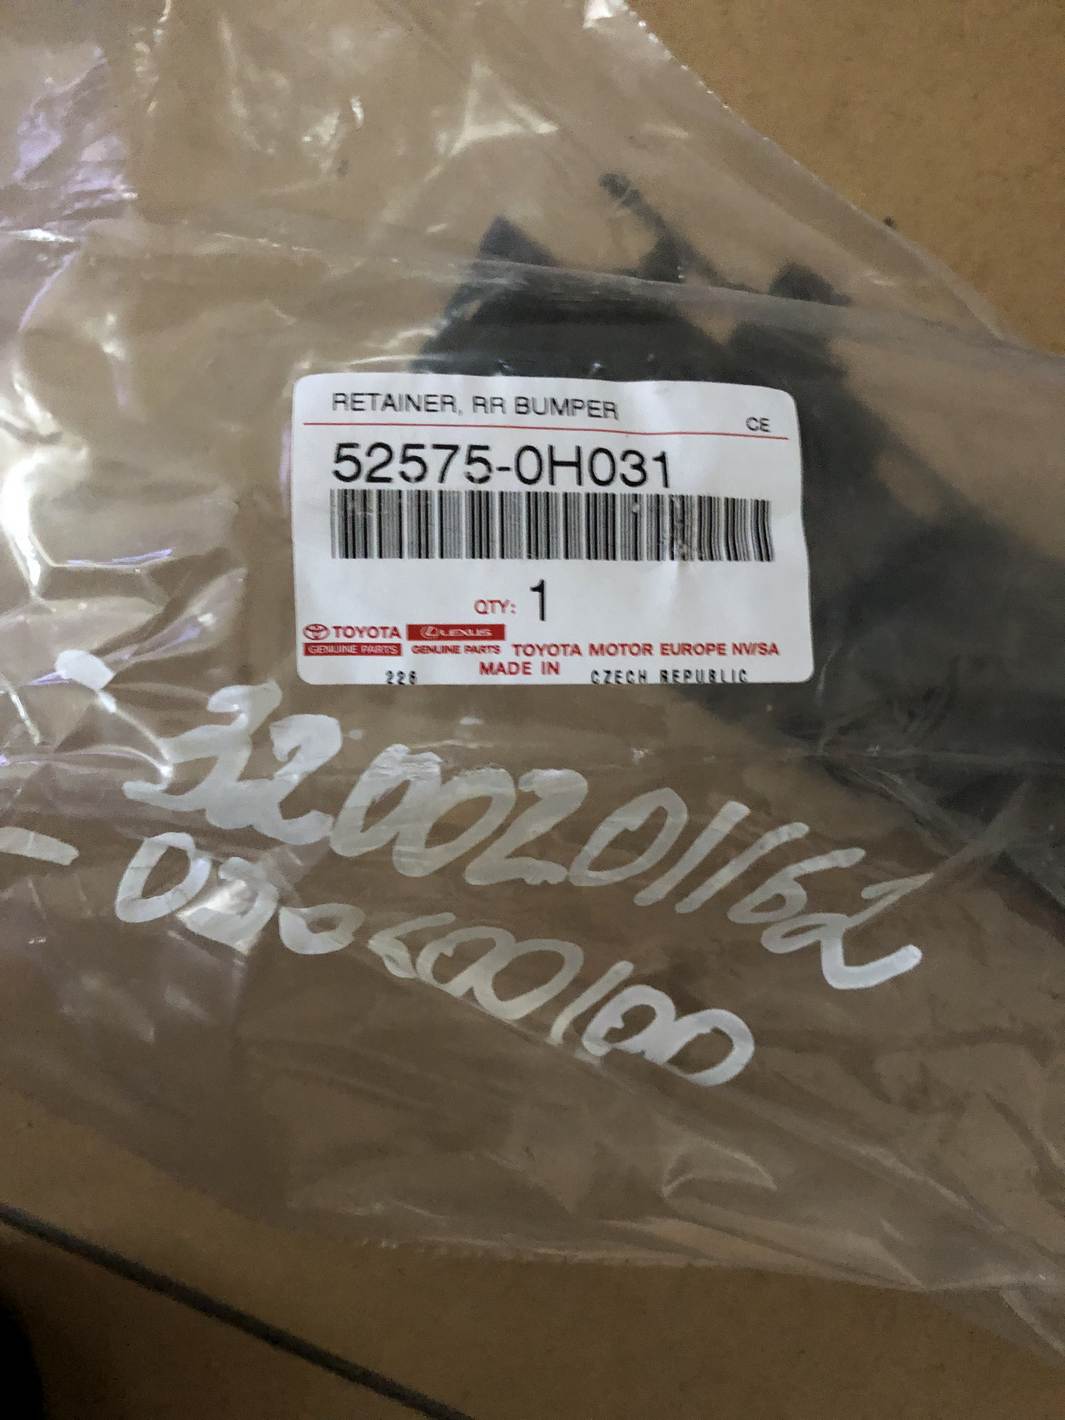 RETAINER, RR BUMPER
CE
52575-0H031
QTY: 1
TOYOTA LEXUS
GENUINE PARTS GENUINE PARTS TOYOTA MOTOR EUROPE NV/SA
226 MADE IN CZECH REPUBLIC
3200201162